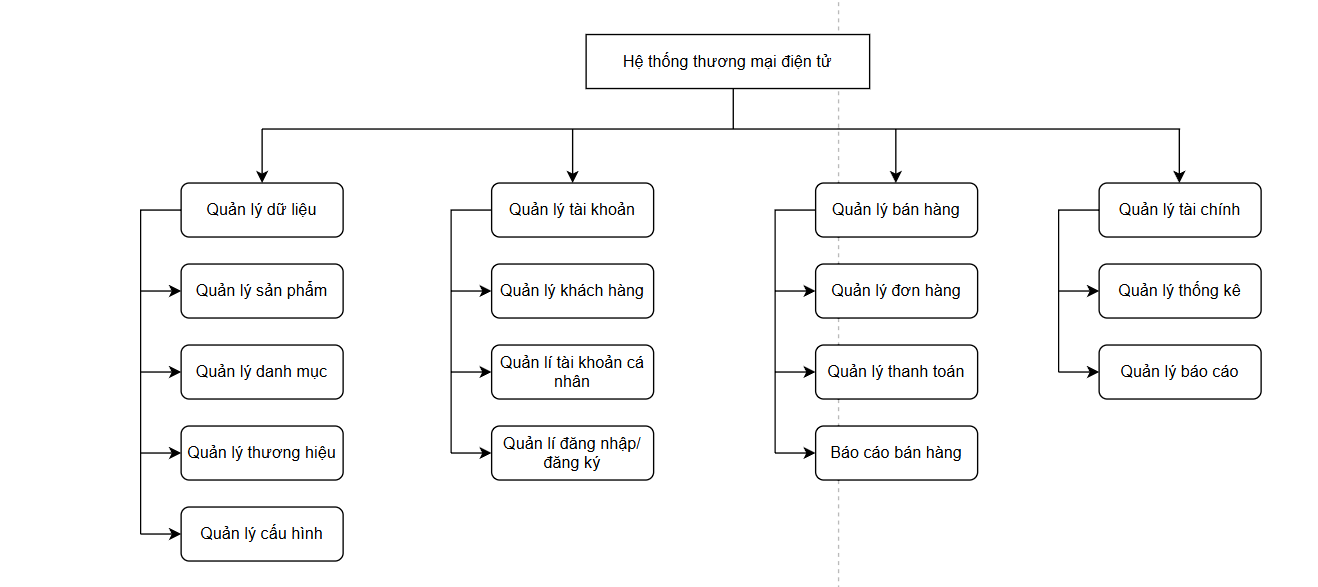 Hệ thống thương mại điện tử
Quản lý dữ liệu
Quản lý tài khoản
Quản lý bán hàng
Quản lý tài chính
Quản lý sản phẩm
Quản lý khách hàng
Quản lý đơn hàng
Quản lý thống kê
Quản lý danh mục
Quản lí tài khoản cá
nhân
Quản lý thanh toán
Quản lý báo cáo
Quản lý thương hiệu
Quản lí đăng nhập/
đăng ký
Báo cáo bán hàng
Quản lý cấu hình